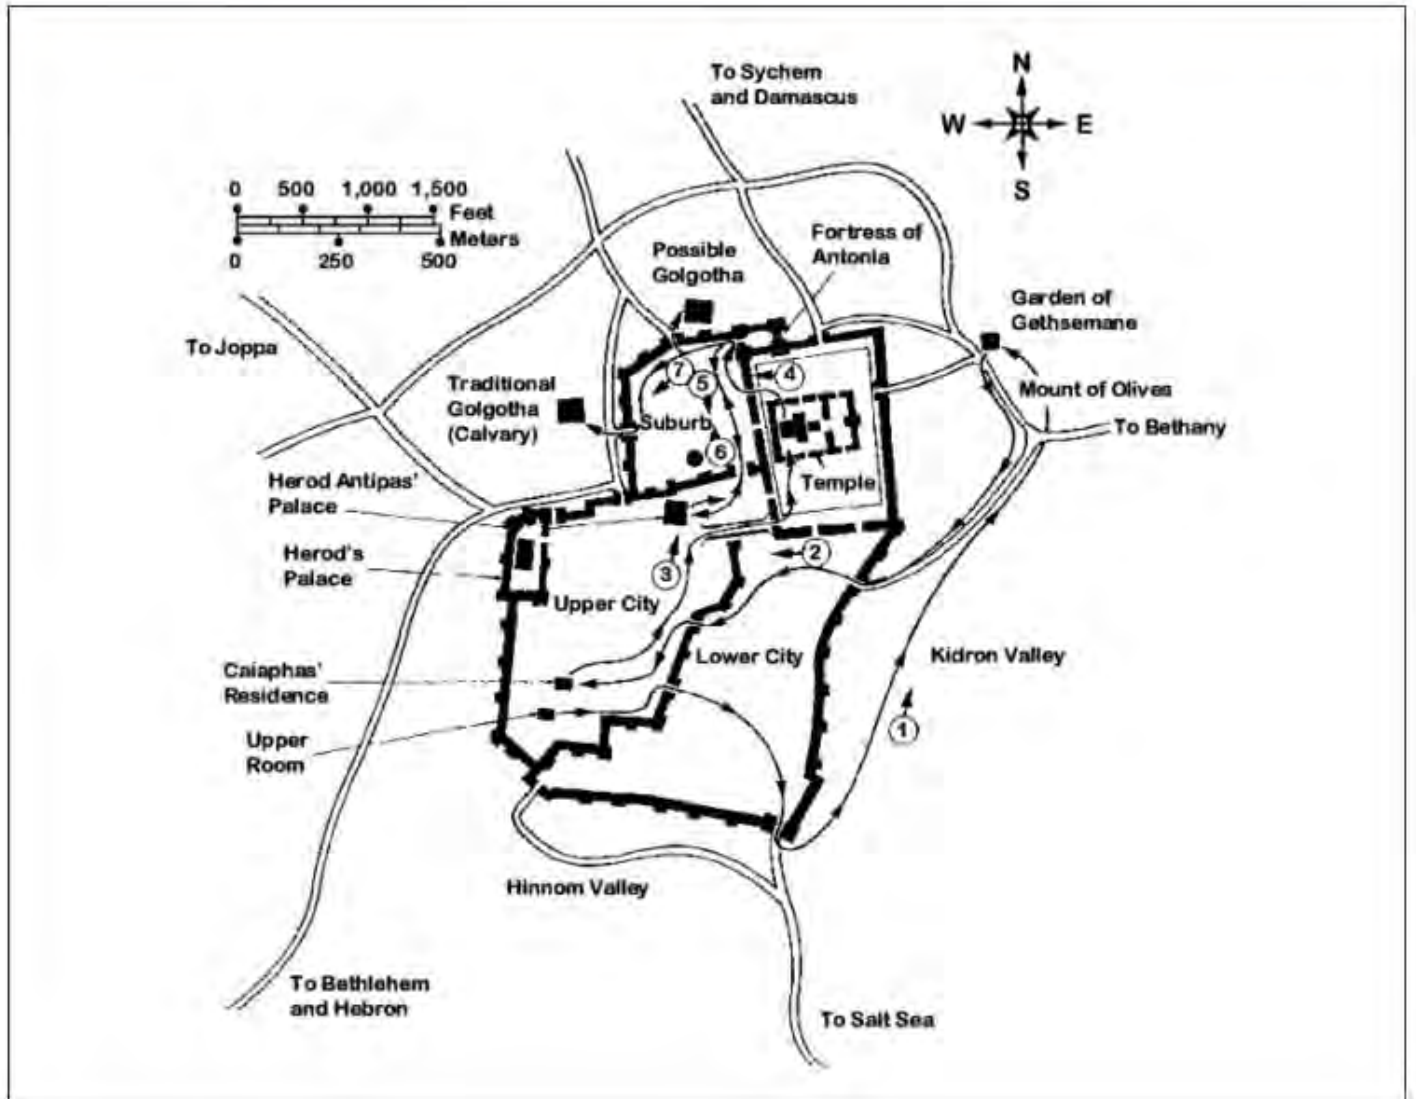 To Sychem
and Damascus
N
W
E
S
0 500 1,000 1,500
Feet
Meters
0 250 500
Possible
Golgotha
Fortress of
Antonia
Garden of
Gethsemane
To Joppa
Traditional
Golgotha
(Calvary)
7
5
4
Mount of Olives
To Bethany
Suburb
6
Herod Antipas'
Palace
Temple
Herod's
Palace
3
2
Upper City
Lower City
Kidron Valley
Caiaphas'
Residence
1
Upper
Room
Hinnom Valley
To Bethlehem
and Hebron
To Salt Sea